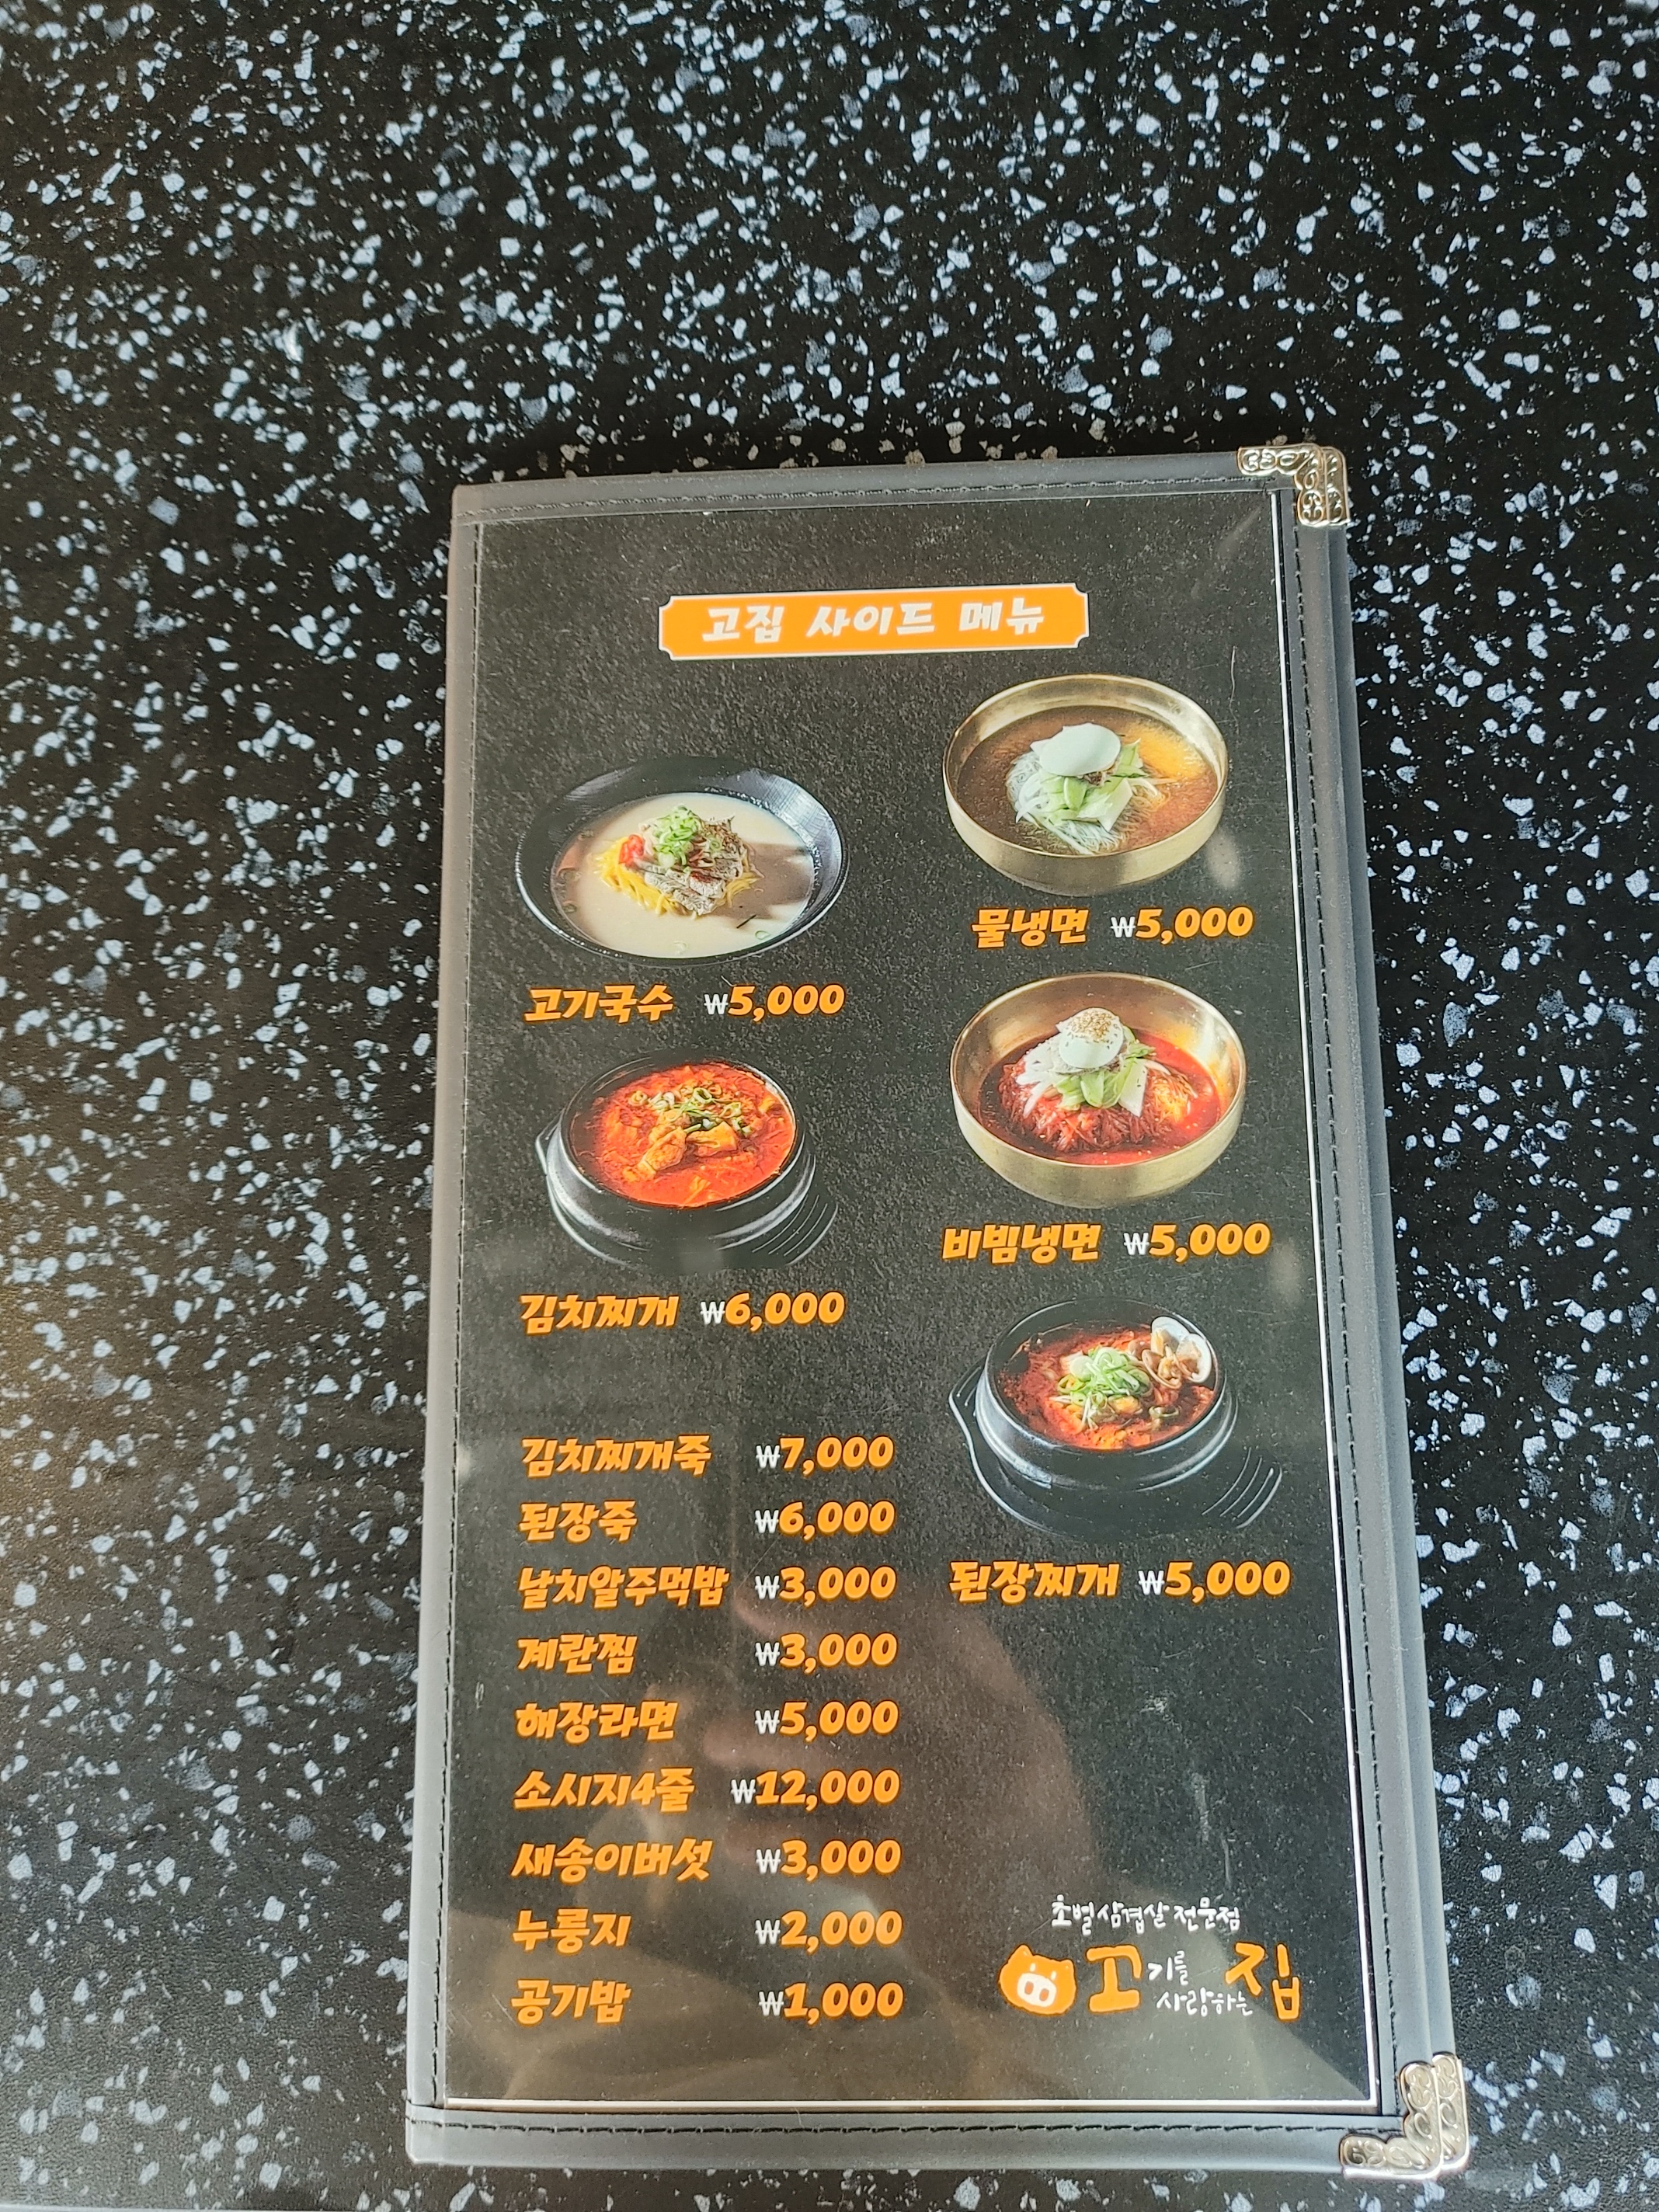 고집 사이드 메뉴
고기국수 ₩5,000
김치찌개 ₩6,000
물냉면 ₩5,000
비빔냉면 ₩5,000
된장찌개 ₩5,000
김치찌개죽 ₩7,000
된장죽 ₩6,000
날치알주먹밥 ₩3,000
계란찜 ₩3,000
해장라면 ₩5,000
소시지4줄 ₩12,000
새송이버섯 ₩3,000
누룽지 ₩2,000
공기밥 ₩1,000
초벌삼겹살 전문점
고기를 사랑하는 집